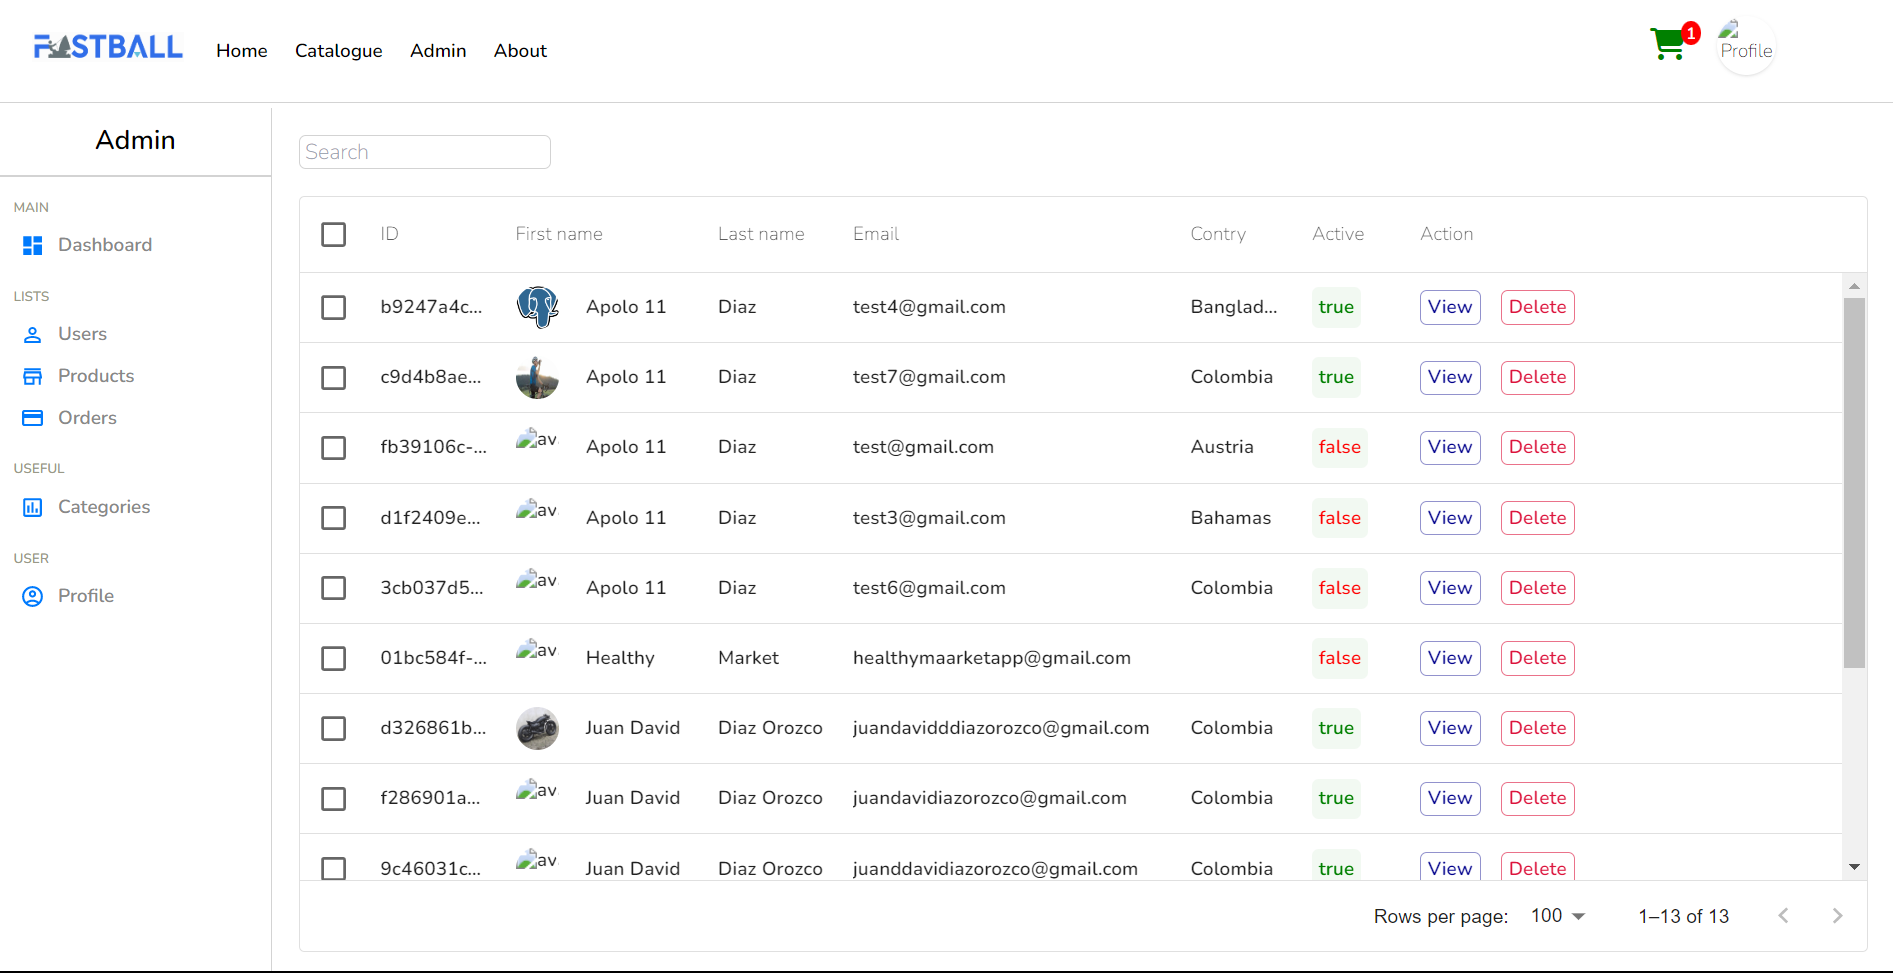 FASTBALL Home Catalogue Admin About 1 Profile
Admin
Search
MAIN
Dashboard
LISTS
Users
Products
Orders
USEFUL
Categories
USER
Profile
ID First name Last name Email Contry Active Action
b9247a4c... Apolo 11 Diaz test4@gmail.com Banglad... true View Delete
c9d4b8ae... Apolo 11 Diaz test7@gmail.com Colombia true View Delete
fb39106c-... av Apolo 11 Diaz test@gmail.com Austria false View Delete
d1f2409e... av Apolo 11 Diaz test3@gmail.com Bahamas false View Delete
3cb037d5... av Apolo 11 Diaz test6@gmail.com Colombia false View Delete
01bc584f-... av Healthy Market healthymaarketapp@gmail.com false View Delete
d326861b... Juan David Diaz Orozco juandavidddiazorozco@gmail.com Colombia true View Delete
f286901a... av Juan David Diaz Orozco juandavidiazorozco@gmail.com Colombia true View Delete
9c46031c... av Juan David Diaz Orozco juanddavidiazorozco@gmail.com Colombia true View Delete
Rows per page: 100 1–13 of 13